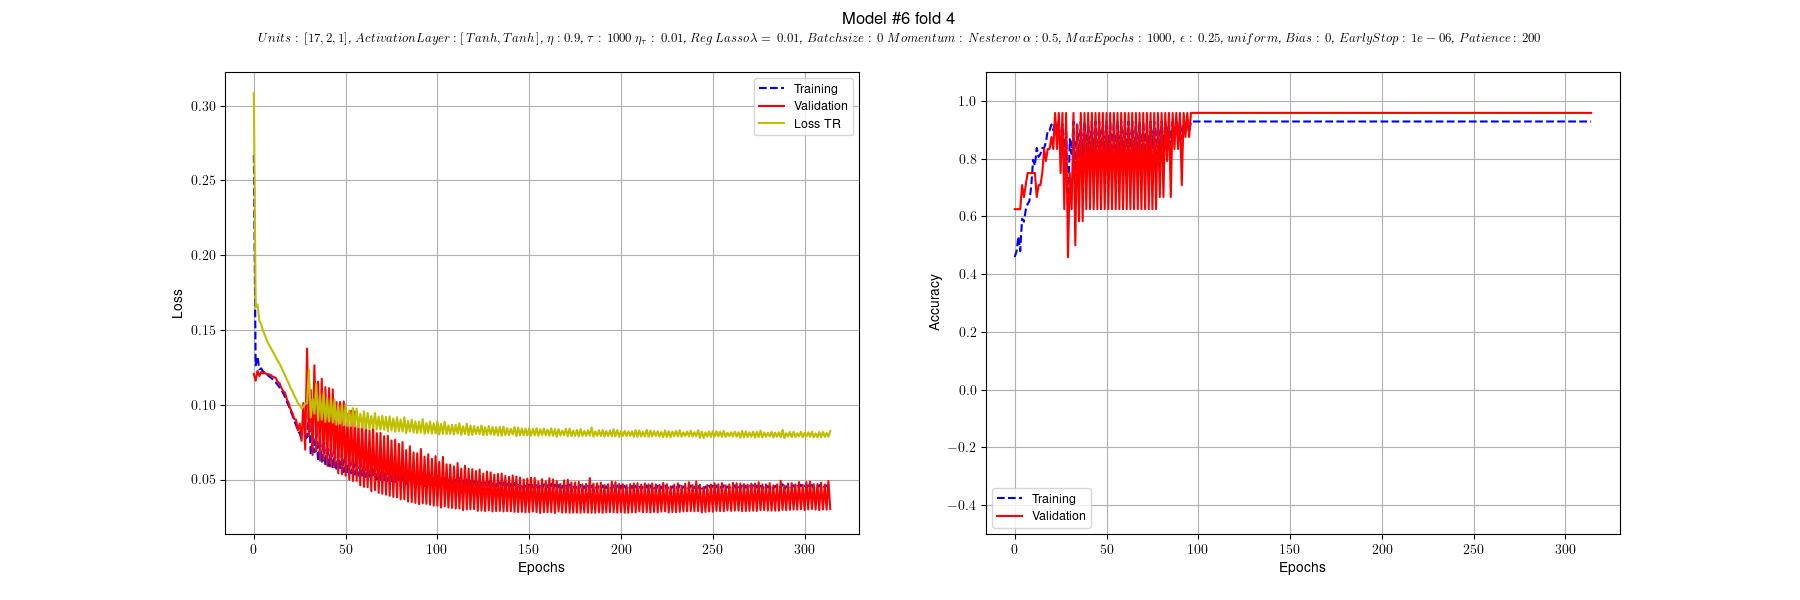 Model #6 fold 4
Units : [17, 2, 1], ActivationLayer : [Tanh, Tanh], η : 0.9, τ : 1000 ητ : 0.01, Reg Lassoλ = 0.01, Batchsize : 0 Momentum : Nesterov α : 0.5, MaxEpochs : 1000, ϵ : 0.25, uniform, Bias : 0, EarlyStop : 1e − 06, Patience : 200
Training
Validation
Loss TR
0.30
0.25
0.20
0.15
0.10
0.05
Loss
0 50 100 150 200 250 300
Epochs
1.0
0.8
0.6
0.4
0.2
0.0
−0.2
−0.4
Accuracy
Training
Validation
0 50 100 150 200 250 300
Epochs